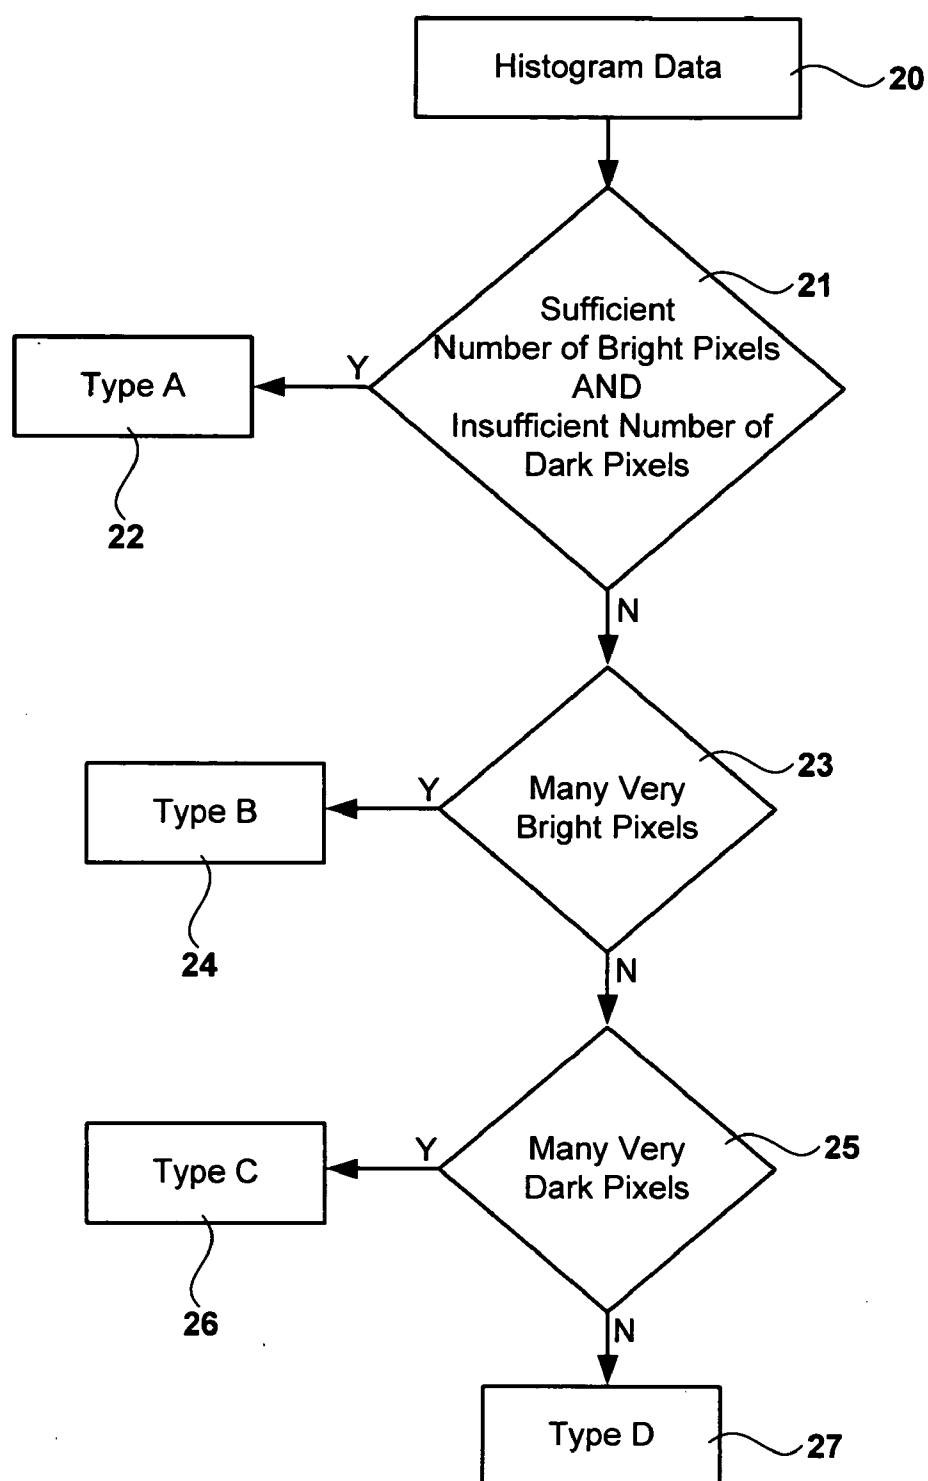 Histogram Data
20
21
Sufficient
Number of Bright Pixels
AND
Insufficient Number of
Dark Pixels
Y
Type A
22
N
23
Many Very
Bright Pixels
Y
Type B
24
N
25
Many Very
Dark Pixels
Y
Type C
26
N
Type D
27